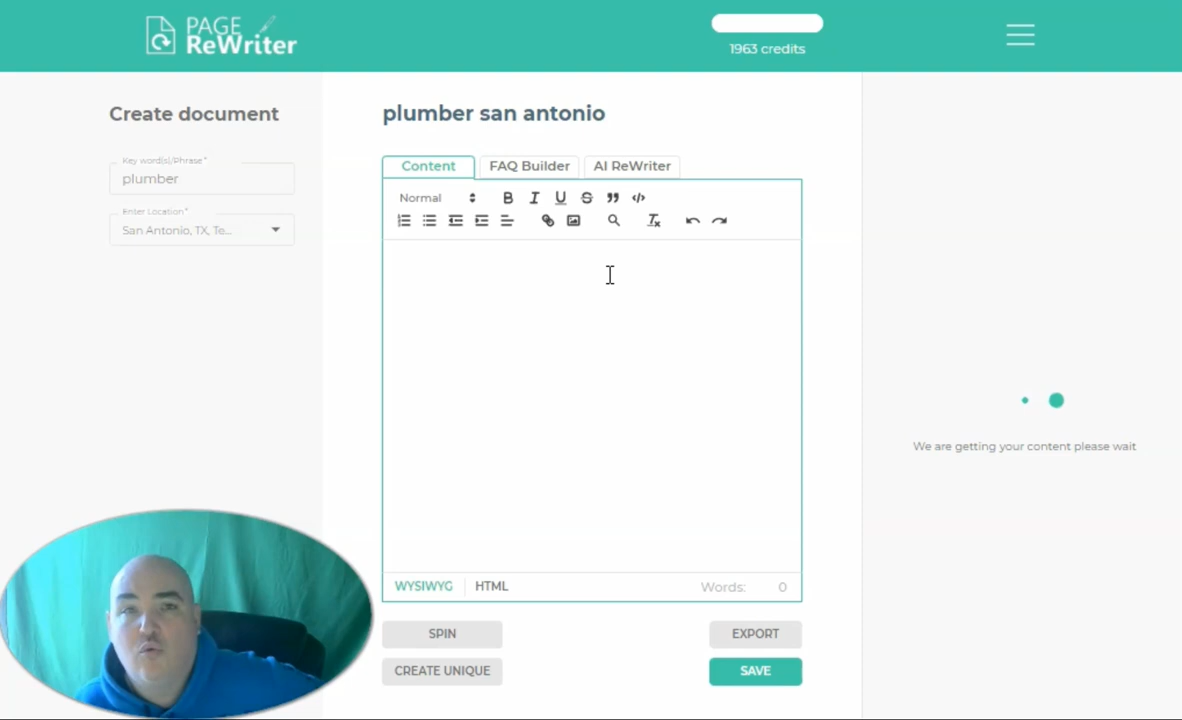 PAGE
ReWriter
1963 credits
Create document
Key word(s)/Phrase *
plumber
Enter Location *
San Antonio, TX, Te...
plumber san antonio
Content
FAQ Builder
AI ReWriter
Normal
B I U S
WYSIWYG
HTML
Words: 0
SPIN
EXPORT
CREATE UNIQUE
SAVE
We are getting your content please wait